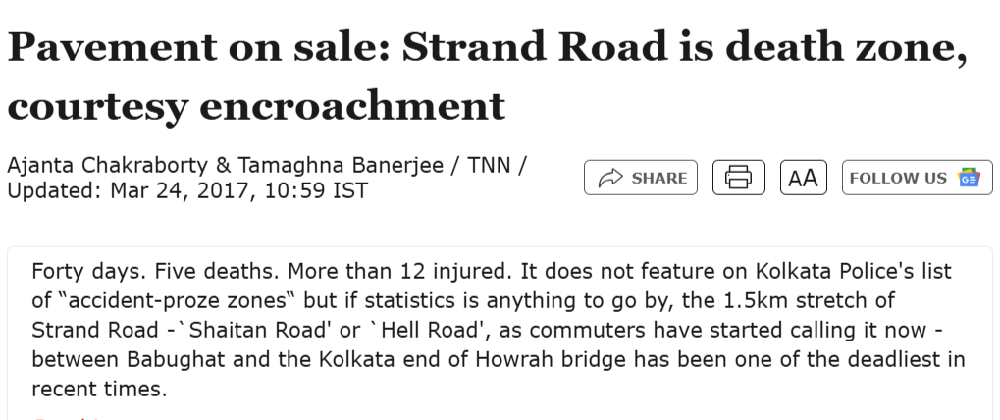 Pavement on sale: Strand Road is death zone,
courtesy encroachment
Ajanta Chakraborty & Tamaghna Banerjee / TNN /
Updated: Mar 24, 2017, 10:59 IST
SHARE
AA
FOLLOW US
Forty days. Five deaths. More than 12 injured. It does not feature on Kolkata Police's list
of “accident-proze zones“ but if statistics is anything to go by, the 1.5km stretch of
Strand Road -`Shaitan Road' or `Hell Road', as commuters have started calling it now -
between Babughat and the Kolkata end of Howrah bridge has been one of the deadliest in
recent times.